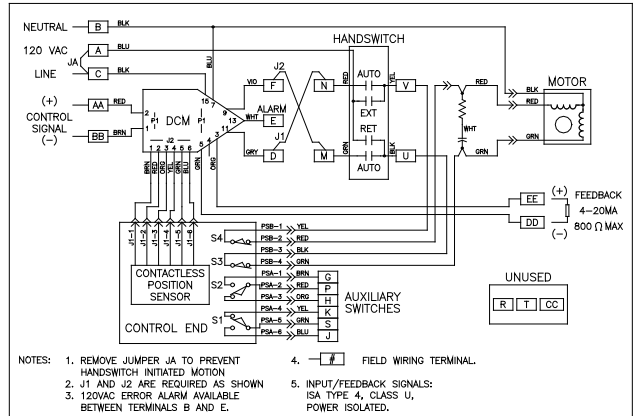 NEUTRAL B BLK
HANDSWITCH
120 VAC A BLU
JA
LINE C BLK
BLU
J2
VIO F N RED AUTO YEL V RED
EXT
BLK MOTOR
RED
(+) AA RED
CONTROL SIGNAL
(-) BB BRN
2 P1 1
DCM
15 7 9 3 11 13
P1
J2
1 2 3 4 5 6 5 4
WHT ALARM E
J1
GRY D M GRN RET BLK U
AUTO
WHT
GRN GRN
BRN RED ORG YEL GRN BLU GRN ORG
EE (+) FEEDBACK
4-20MA
DD (-) 800 Ω MAX
J1-1 J1-2 J1-3 J1-4 J1-5 J1-6
CONTACTLESS
POSITION
SENSOR
CONTROL END
S4 PSB-1 YEL
PSB-2 RED
S3 PSB-3 BLK
PSB-4 GRN
S2 PSA-1 BRN G
PSA-2 RED P
PSA-3 ORG H
S1 PSA-4 YEL K
PSA-5 GRN S
PSA-6 BLU J
AUXILIARY
SWITCHES
UNUSED
R T CC
NOTES: 1. REMOVE JUMPER JA TO PREVENT
HANDSWITCH INITIATED MOTION
2. J1 AND J2 ARE REQUIRED AS SHOWN
3. 120VAC ERROR ALARM AVAILABLE
BETWEEN TERMINALS B AND E.
4. # FIELD WIRING TERMINAL.
5. INPUT/FEEDBACK SIGNALS:
ISA TYPE 4, CLASS U,
POWER ISOLATED.